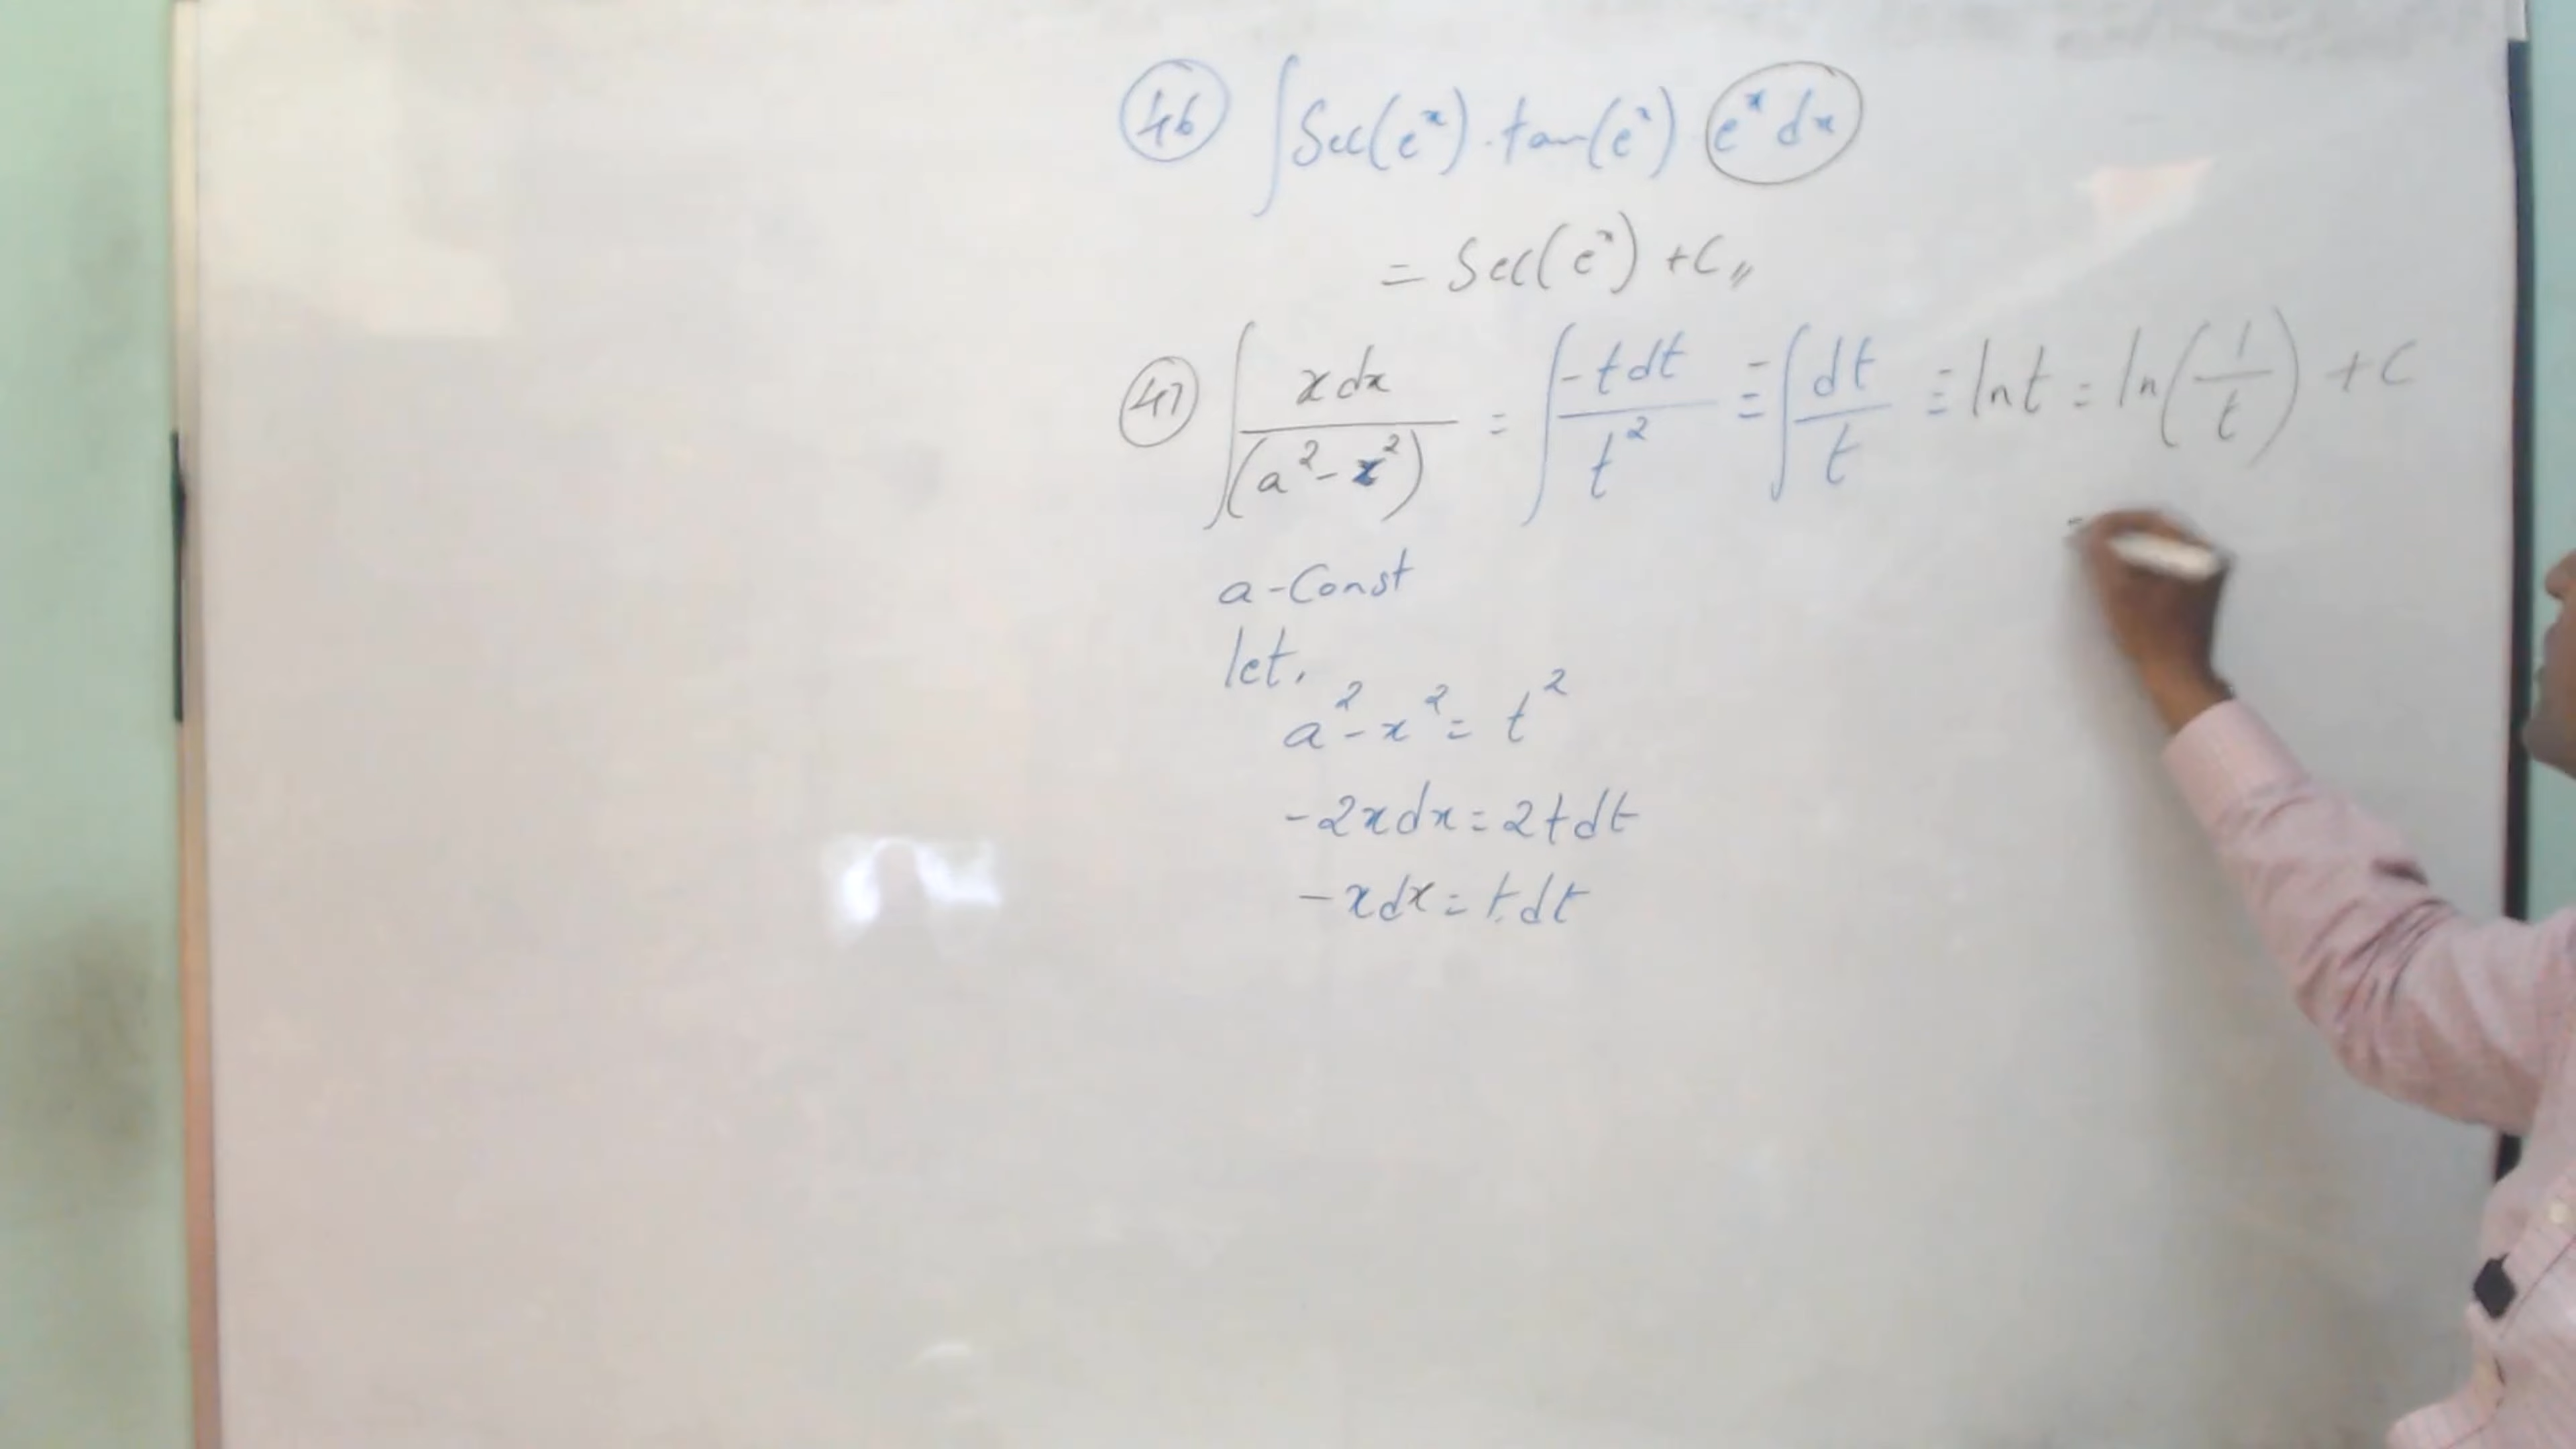 46 ∫ Sec(e^x) · tan(e^x) e^x dx
= Sec(e^x) + C //
47 ∫ x dx / (a² - x²) = ∫ -t dt / t² = -∫ dt / t = - ln t = ln(1/t) + C
=
a - Const
let,
a² - x² = t²
-2x dx = 2t dt
- x dx = t. dt